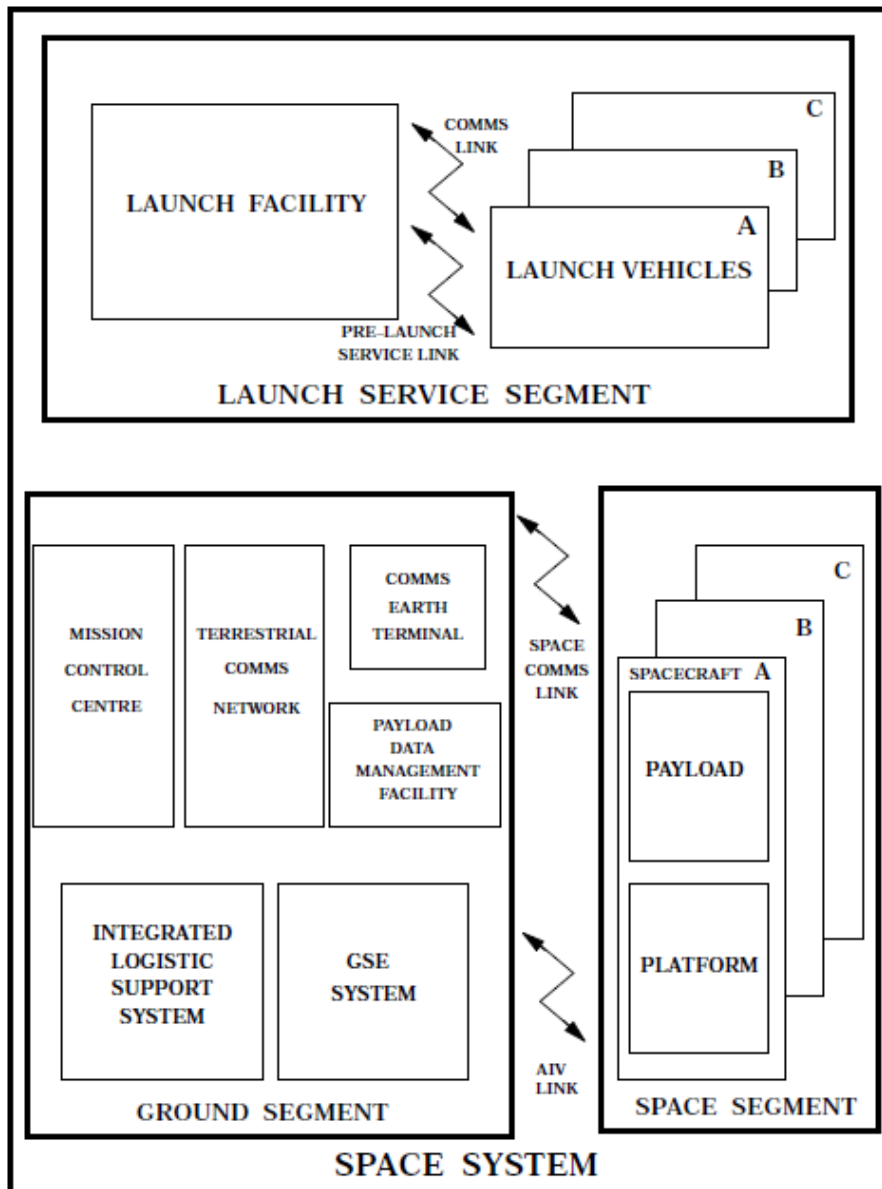 COMMS
LINK
C
B
A
LAUNCH FACILITY
LAUNCH VEHICLES
PRE–LAUNCH
SERVICE LINK
LAUNCH SERVICE SEGMENT
MISSION
CONTROL
CENTRE
TERRESTRIAL
COMMS
NETWORK
COMMS
EARTH
TERMINAL
PAYLOAD
DATA
MANAGEMENT
FACILITY
SPACE
COMMS
LINK
C
B
SPACECRAFT A
PAYLOAD
PLATFORM
INTEGRATED
LOGISTIC
SUPPORT
SYSTEM
GSE
SYSTEM
AIV
LINK
GROUND SEGMENT
SPACE SEGMENT
SPACE SYSTEM